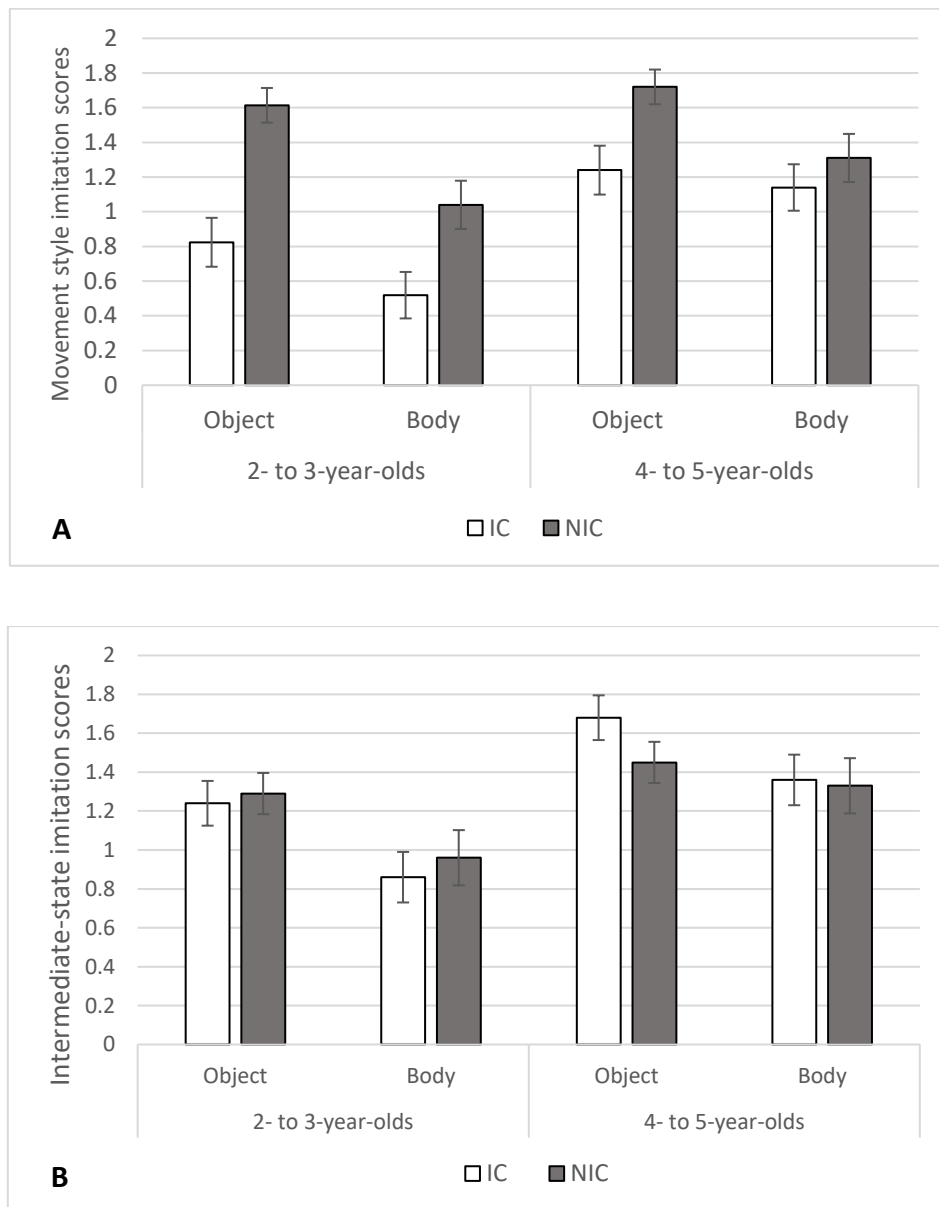 Movement style imitation scores
2
1.8
1.6
1.4
1.2
1
0.8
0.6
0.4
0.2
0
Object Body Object Body
2- to 3-year-olds 4- to 5-year-olds
A
IC NIC
Intermediate-state imitation scores
2
1.8
1.6
1.4
1.2
1
0.8
0.6
0.4
0.2
0
Object Body Object Body
2- to 3-year-olds 4- to 5-year-olds
B
IC NIC